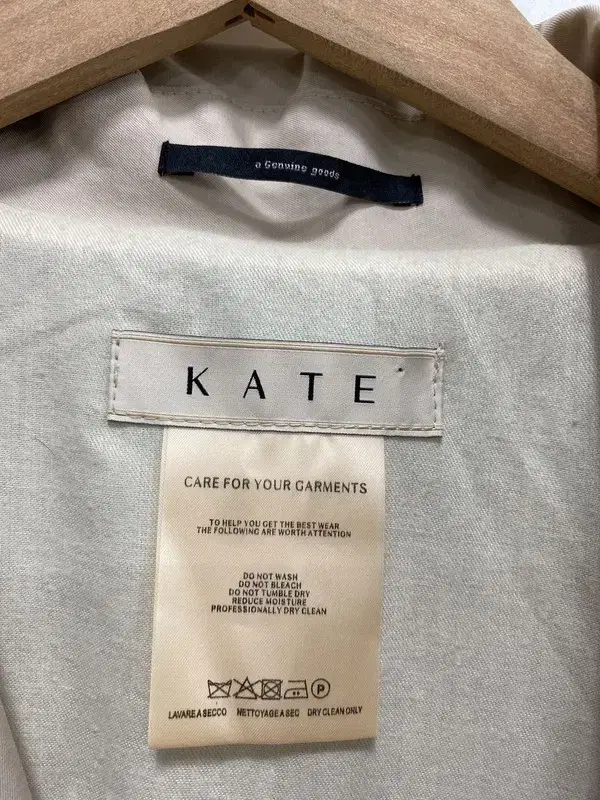 a Genuine goods
KATE
CARE FOR YOUR GARMENTS
TO HELP YOU GET THE BEST WEAR
THE FOLLOWING ARE WORTH ATTENTION
DO NOT WASH
DO NOT BLEACH
DO NOT TUMBLE DRY
REDUCE MOISTURE
PROFESSIONALLY DRY CLEAN
P
LAVARE A SECCO NETTOYAGE A SEC DRY CLEAN ONLY